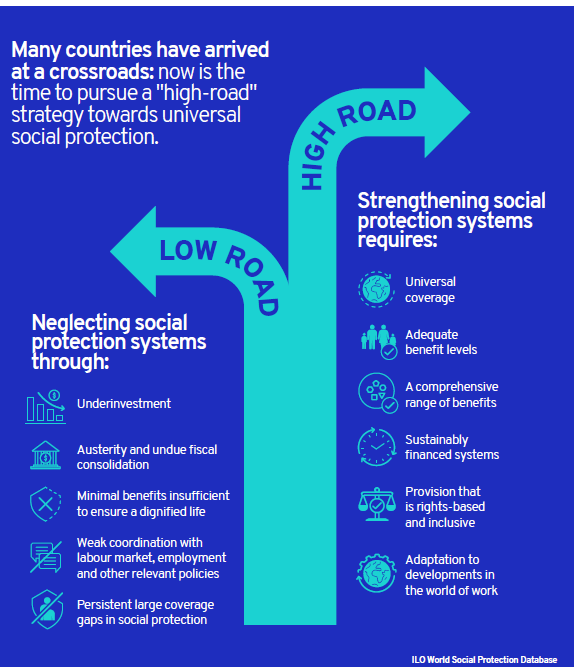 Many countries have arrived
at a crossroads: now is the
time to pursue a "high-road"
strategy towards universal
social protection.
HIGH ROAD
LOW ROAD
Neglecting social
protection systems
through:
Underinvestment
Austerity and undue fiscal
consolidation
Minimal benefits insufficient
to ensure a dignified life
Weak coordination with
labour market, employment
and other relevant policies
Persistent large coverage
gaps in social protection
Strengthening social
protection systems
requires:
Universal
coverage
Adequate
benefit levels
A comprehensive
range of benefits
Sustainably
financed systems
Provision that
is rights-based
and inclusive
Adaptation to
developments in
the world of work
ILO World Social Protection Database